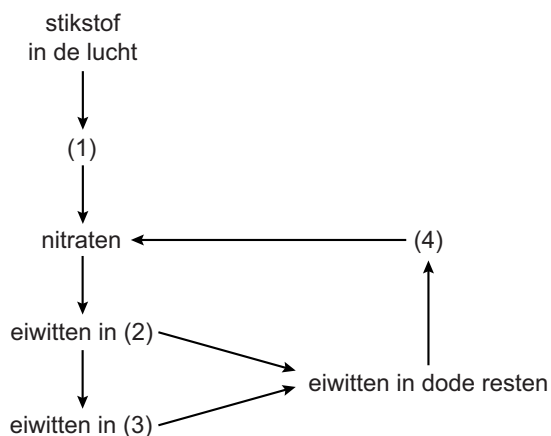 stikstof
in de lucht
(1)
nitraten
(4)
eiwitten in (2)
eiwitten in dode resten
eiwitten in (3)